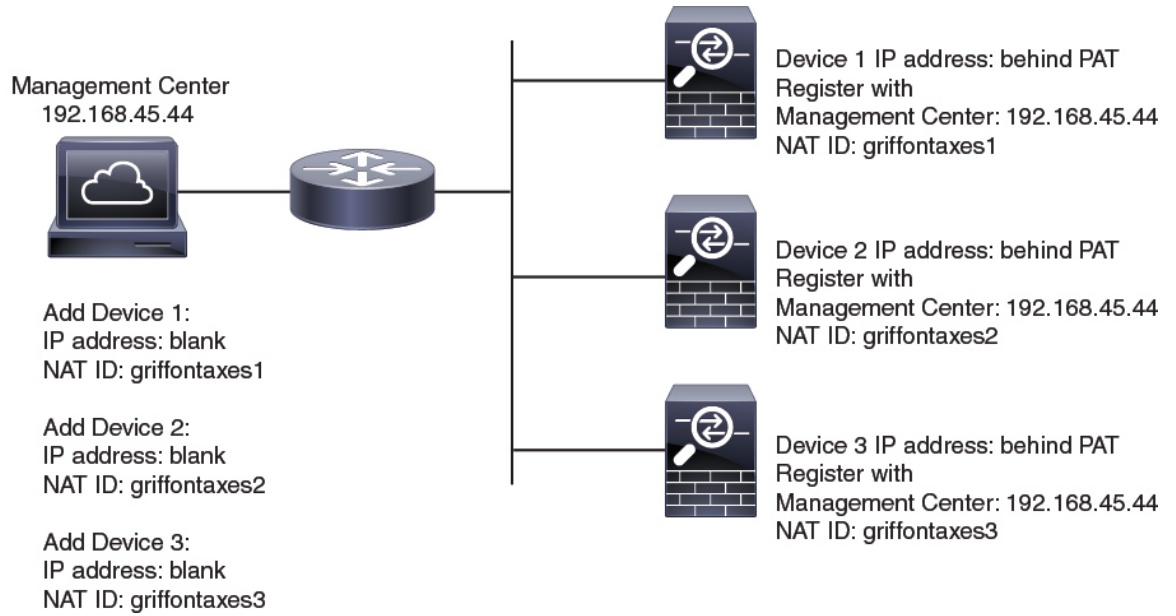 Management Center
192.168.45.44
Add Device 1:
IP address: blank
NAT ID: griffontaxes1
Add Device 2:
IP address: blank
NAT ID: griffontaxes2
Add Device 3:
IP address: blank
NAT ID: griffontaxes3
Device 1 IP address: behind PAT
Register with
Management Center: 192.168.45.44
NAT ID: griffontaxes1
Device 2 IP address: behind PAT
Register with
Management Center: 192.168.45.44
NAT ID: griffontaxes2
Device 3 IP address: behind PAT
Register with
Management Center: 192.168.45.44
NAT ID: griffontaxes3